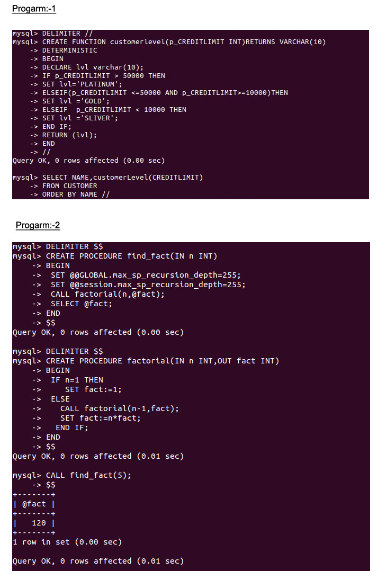 Progarm:-1
mysql> DELIMITER //
mysql> CREATE FUNCTION customerlevel(p_CREDITLIMIT INT)RETURNS VARCHAR(10)
-> DETERMINISTIC
-> BEGIN
-> DECLARE lvl varchar(10);
-> IF p_CREDITLIMIT > 50000 THEN
-> SET lvl='PLATINUM';
-> ELSEIF(p_CREDITLIMIT <=50000 AND p_CREDITLIMIT>=10000)THEN
-> SET lvl ='GOLD';
-> ELSEIF p_CREDITLIMIT < 10000 THEN
-> SET lvl ='SLIVER';
-> END IF;
-> RETURN (lvl);
-> END
-> //
Query OK, 0 rows affected (0.00 sec)
mysql> SELECT NAME,customerLevel(CREDITLIMIT)
-> FROM CUSTOMER
-> ORDER BY NAME //
Progarm:-2
mysql> DELIMITER $$
mysql> CREATE PROCEDURE find_fact(IN n INT)
-> BEGIN
-> SET @@GLOBAL.max_sp_recursion_depth=255;
-> SET @@session.max_sp_recursion_depth=255;
-> CALL factorial(n,@fact);
-> SELECT @fact;
-> END
-> $$
Query OK, 0 rows affected (0.00 sec)
mysql> DELIMITER $$
mysql> CREATE PROCEDURE factorial(IN n INT,OUT fact INT)
-> BEGIN
-> IF n=1 THEN
-> SET fact:=1;
-> ELSE
-> CALL factorial(n-1,fact);
-> SET fact:=n*fact;
-> END IF;
-> END
-> $$
Query OK, 0 rows affected (0.01 sec)
mysql> CALL find_fact(5);
-> $$
+-------+
| @fact |
+-------+
| 120 |
+-------+
1 row in set (0.00 sec)
Query OK, 0 rows affected (0.01 sec)